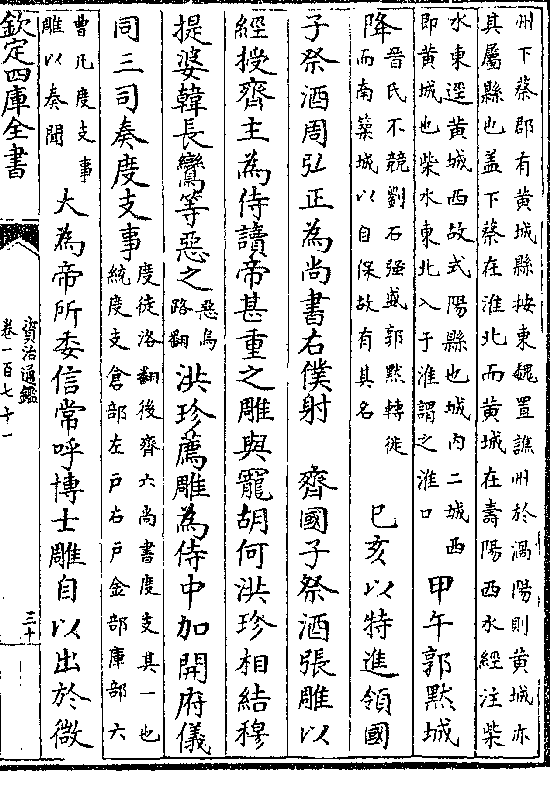 州下蔡郡有黄城縣按東魏置譙州於渦陽則黄城亦
其屬縣也盖下蔡在淮北而黄城在壽陽西水經注柴
水東逕黄城西故式陽縣也城内二城西
即黄城也柴水東北入于淮謂之淮口
甲午郭黙城
降
晉氏不競劉石强盛郭黙轉徙
而南築城以自保故有其名
巳亥以特進領國
子祭酒周弘正為尚書右僕射　齊國子祭酒張雕以
經授齊主為侍讀帝甚重之雕與寵胡何洪珍相結穆
提婆韓長鸞等惡之
惡烏
路翻
洪珍薦雕為侍中加開府儀
同三司奏度支事
度徒洛翻後齊六尚書度支其一也
統度支倉部左戸右戸金部庫部六
曹凡度支事
雕以奏聞
大為帝所委信常呼博士雕自以出於微
欽定四庫全書
資治通鑑
卷一百七十一
三十